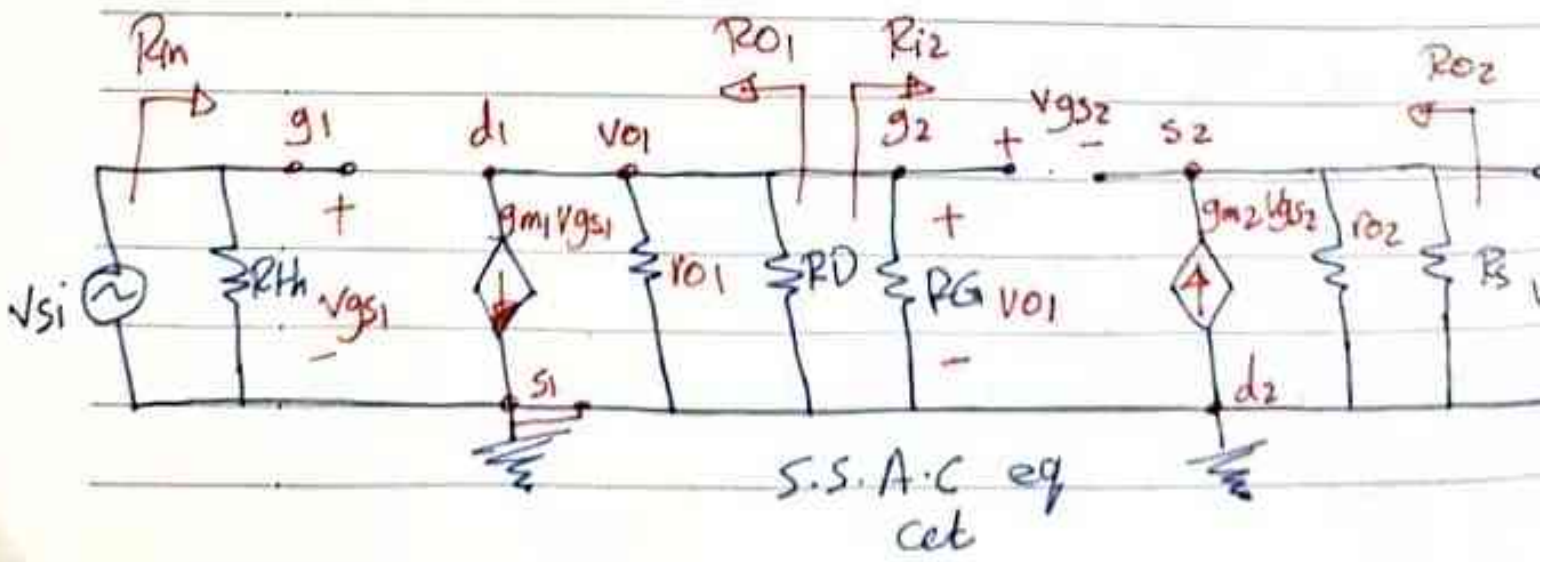 Rin RO1 Ri2 RO2
g1 d1 vo1 g2 + vgs2 - s2
+ gm1vgs1 + gm2vgs2 ro2
vsi RHh vgs1 ro1 RD RG vo1 Rs
- s1 - d2
S.S.A.C eq
cct